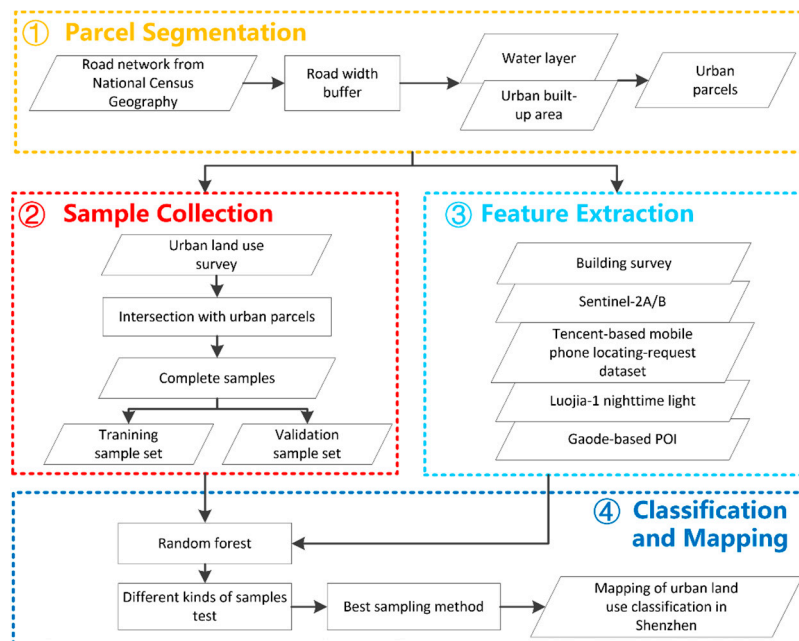 ① Parcel Segmentation
Road network from
National Census
Geography
Road width
buffer
Water layer
Urban built-
up area
Urban
parcels
② Sample Collection
Urban land use
survey
Intersection with urban parcels
Complete samples
Tranining
sample set
Validation
sample set
③ Feature Extraction
Building survey
Sentinel-2A/B
Tencent-based mobile
phone locating-request
dataset
Luojia-1 nighttime light
Gaode-based POI
④ Classification
and Mapping
Random forest
Different kinds of samples
test
Best sampling method
Mapping of urban land
use classification in
Shenzhen